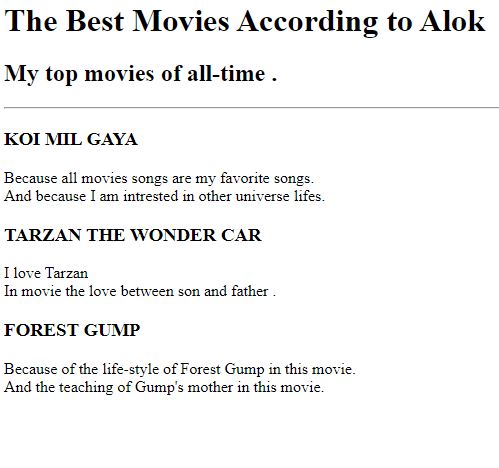 The Best Movies According to Alok
My top movies of all-time .
KOI MIL GAYA
Because all movies songs are my favorite songs.
And because I am intrested in other universe lifes.
TARZAN THE WONDER CAR
I love Tarzan
In movie the love between son and father .
FOREST GUMP
Because of the life-style of Forest Gump in this movie.
And the teaching of Gump's mother in this movie.